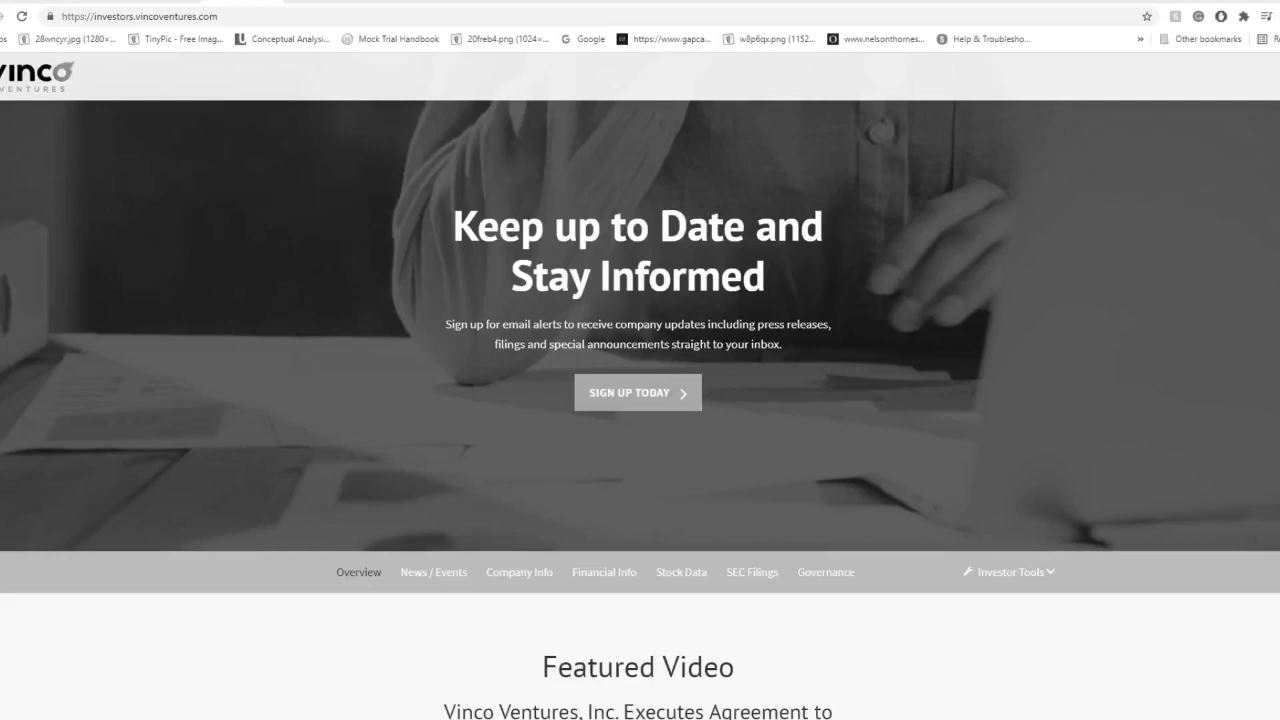 https://investors.vincoventures.com
28wncyr.jpg (1280×...
TinyPic - Free Imag...
Conceptual Analysi...
Mock Trial Handbook
20freb4.png (1024×...
Google
https://www.gapca...
w8p6qx.png (1152...
www.nelsonthornes...
Help & Troublesho...
»
Other bookmarks
vinco
VENTURES
Keep up to Date and
Stay Informed
Sign up for email alerts to receive company updates including press releases,
filings and special announcements straight to your inbox.
SIGN UP TODAY
Overview
News / Events
Company Info
Financial Info
Stock Data
SEC Filings
Governance
Investor Tools
Featured Video
Vinco Ventures, Inc. Executes Agreement to